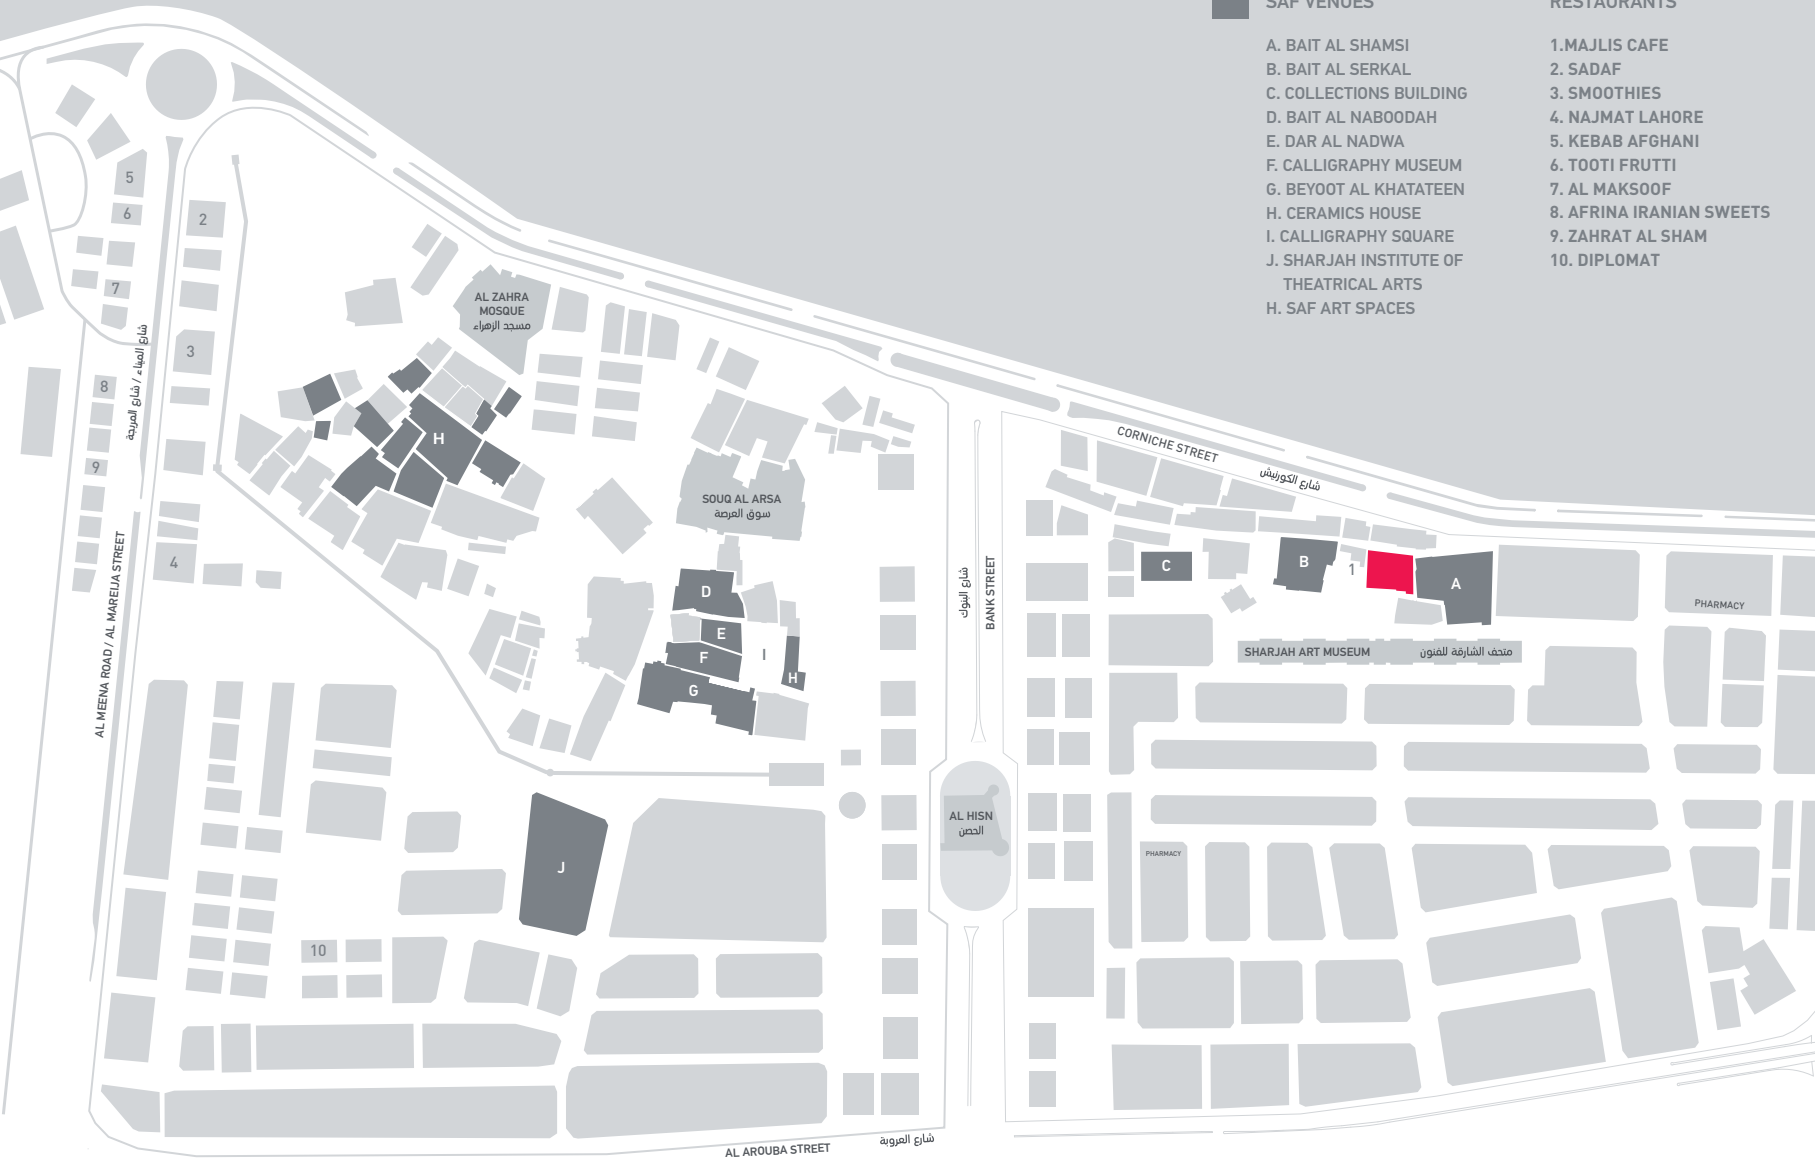 SAF VENUES
A. BAIT AL SHAMSI
B. BAIT AL SERKAL
C. COLLECTIONS BUILDING
D. BAIT AL NABOODAH
E. DAR AL NADWA
F. CALLIGRAPHY MUSEUM
G. BEYOOT AL KHATATEEN
H. CERAMICS HOUSE
I. CALLIGRAPHY SQUARE
J. SHARJAH INSTITUTE OF
THEATRICAL ARTS
H. SAF ART SPACES
RESTAURANTS
1.MAJLIS CAFE
2. SADAF
3. SMOOTHIES
4. NAJMAT LAHORE
5. KEBAB AFGHANI
6. TOOTI FRUTTI
7. AL MAKSOOF
8. AFRINA IRANIAN SWEETS
9. ZAHRAT AL SHAM
10. DIPLOMAT
5
6
2
7
3
8
9
4
شارع الميناء / شارع المريجة
AL MEENA ROAD / AL MAREIJA STREET
AL ZAHRA
MOSQUE
مسجد الزهراء
H
SOUQ AL ARSA
سوق العرصة
D
E
F
G
I
H
شارع البنوك
BANK STREET
CORNICHE STREET
شارع الكورنيش
C
B
1
A
PHARMACY
SHARJAH ART MUSEUM
متحف الشارقة للفنون
AL HISN
الحصن
PHARMACY
J
10
AL AROUBA STREET
شارع العروبة